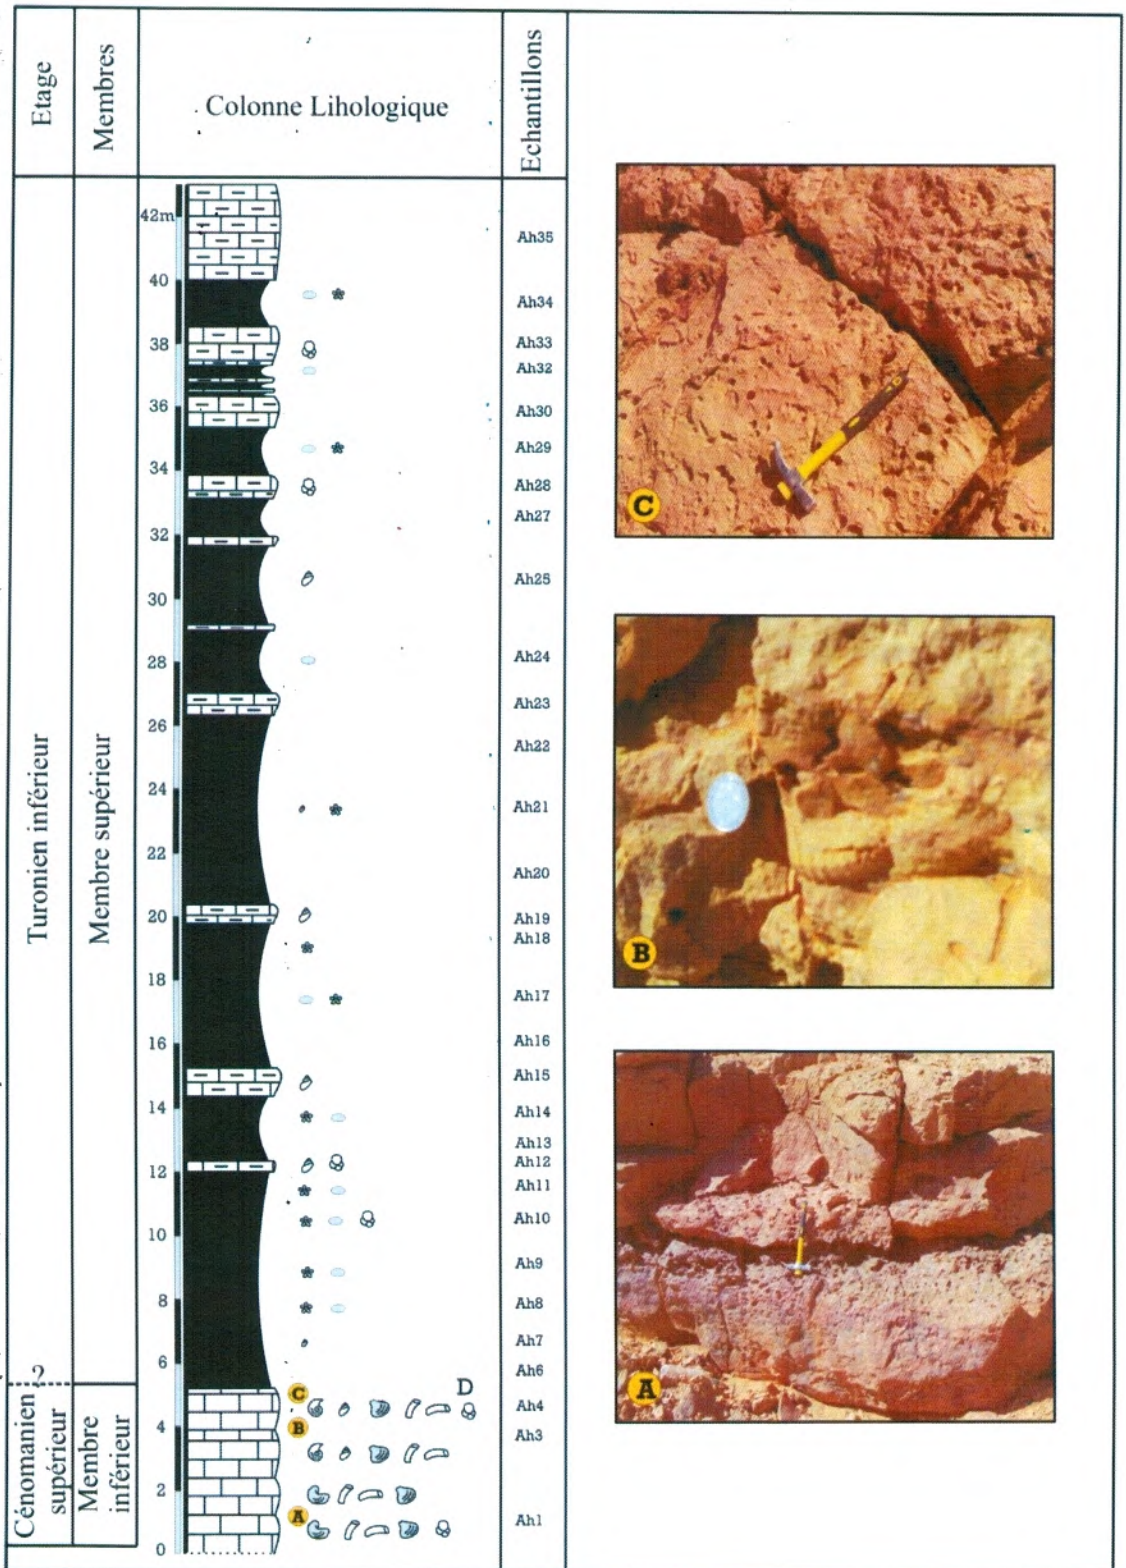 Etage
Membres
Colonne Lihologique
Echantillons
42m
40
38
36
34
32
30
28
26
24
22
20
18
16
14
12
10
8
6
4
2
0
Turonien inférieur
Cénomanien supérieur
?
Membre supérieur
Membre inférieur
Ah35
Ah34
Ah33
Ah32
Ah30
Ah29
Ah28
Ah27
Ah25
Ah24
Ah23
Ah22
Ah21
Ah20
Ah19
Ah18
Ah17
Ah16
Ah15
Ah14
Ah13
Ah12
Ah11
Ah10
Ah9
Ah8
Ah7
Ah6
Ah4
Ah3
Ah1
C
D
B
A
C
B
A